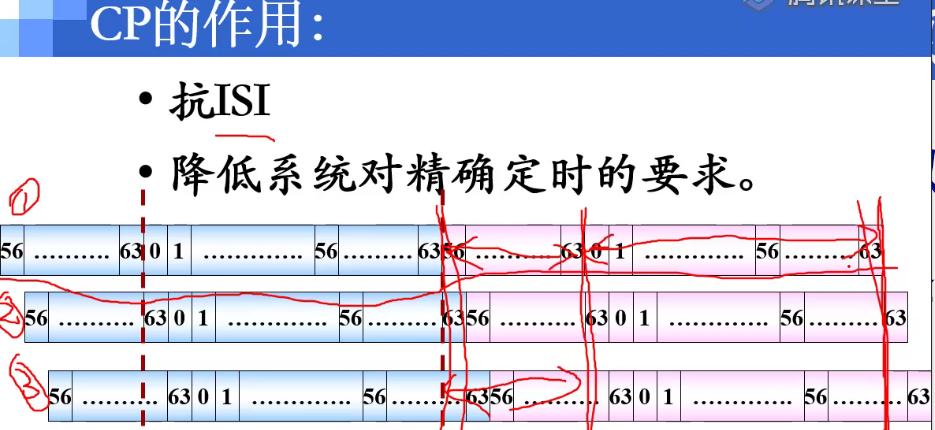 CP的作用：
• 抗ISI
• 降低系统对精确定时的要求。
①
56 ……… 63 0 1 ………… 56 ……… 63 56 ……… 63 0 1 ………… 56 ……… 63
②
56 ……… 63 0 1 ………… 56 ……… 63 56 ……… 63 0 1 ………… 56 ……… 63
③
56 ……… 63 0 1 ………… 56 ……… 63 56 ……… 63 0 1 ………… 56 ……… 63